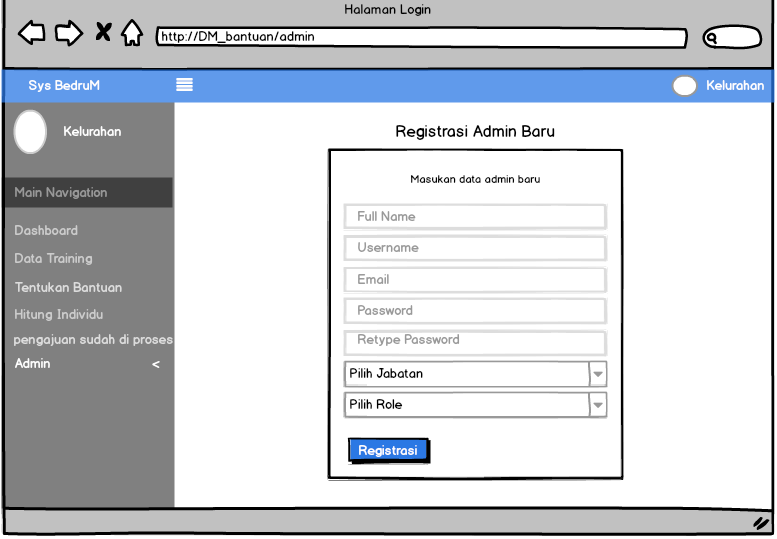 Halaman Login
http://DM_bantuan/admin
Sys BedruM
Kelurahan
Kelurahan
Main Navigation
Dashboard
Data Training
Tentukan Bantuan
Hitung Individu
pengajuan sudah di proses
Admin <
Registrasi Admin Baru
Masukan data admin baru
Full Name
Username
Email
Password
Retype Password
Pilih Jabatan
Pilih Role
Registrasi